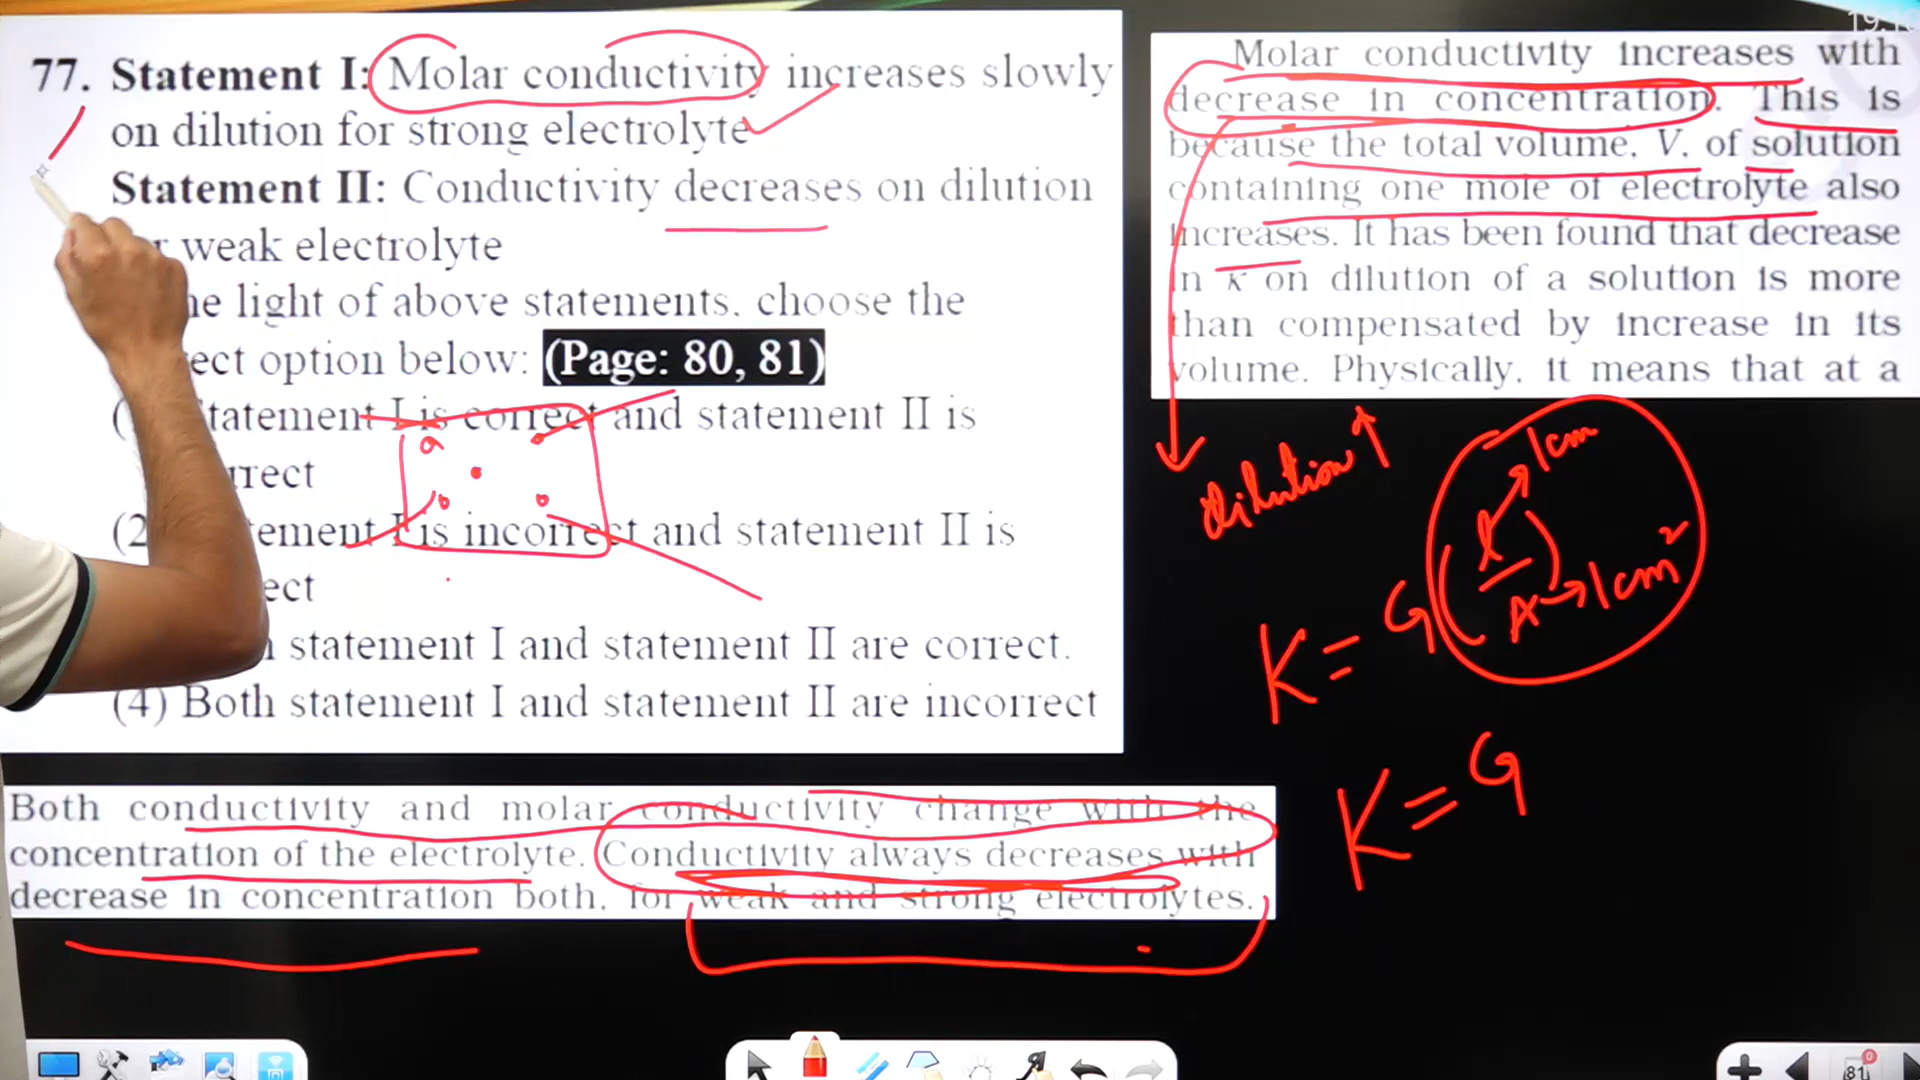 77. Statement I: Molar conductivity increases slowly
on dilution for strong electrolyte
Statement II: Conductivity decreases on dilution
weak electrolyte
light of above statements, choose the
option below: (Page: 80, 81)
I is correct and statement II is
I is incorrect and statement II is
statement I and statement II are correct.
(4) Both statement I and statement II are incorrect
Molar conductivity increases with
decrease in concentration. This is
because the total volume, V, of solution
containing one mole of electrolyte also
increases. It has been found that decrease
in κ on dilution of a solution is more
than compensated by increase in its
volume. Physically, it means that at a
dilution ↑
K = G (l/A)
l → 1cm
A → 1cm²
K = G
Both conductivity and molar conductivity change with the
concentration of the electrolyte. Conductivity always decreases with
decrease in concentration both, for weak and strong electrolytes.
81
0